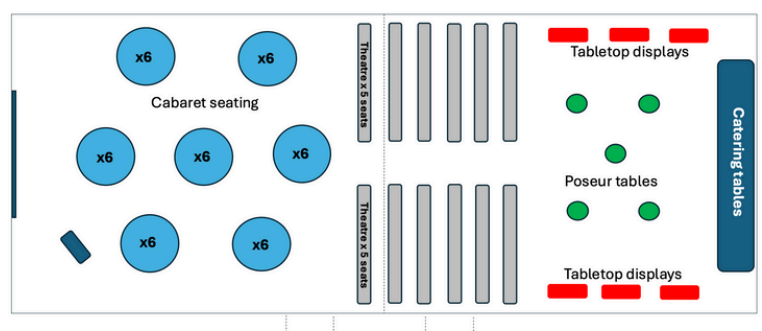 x6
x6
Cabaret seating
x6
x6
x6
x6
x6
Theatre x 5 seats
Theatre x 5 seats
Tabletop displays
Poseur tables
Tabletop displays
Catering tables